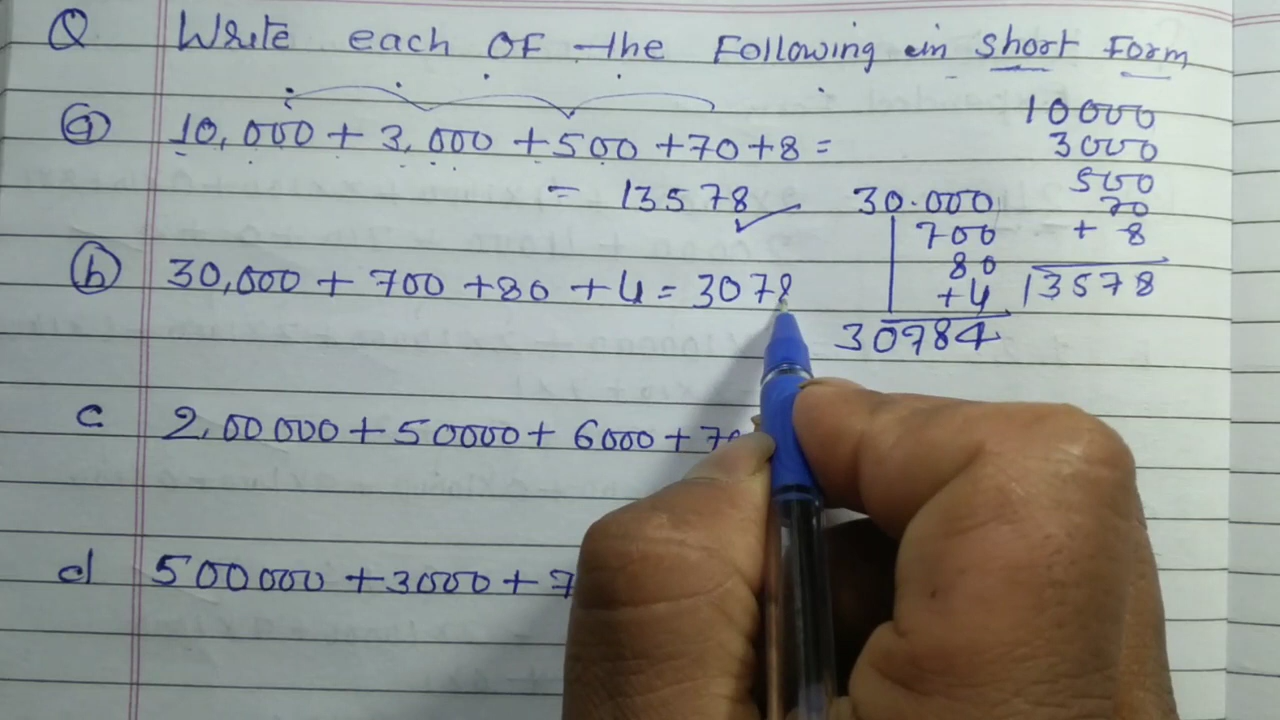 Q Write each of the Following in short Form
(a) 10,000 + 3,000 + 500 + 70 + 8 =
= 13578
10000
3000
500
70
+ 8
13578
(b) 30,000 + 700 + 80 + 4 = 3078
30.000
700
80
+4
30784
c 2,00000 + 50000 + 6000 + 70
d 500000 + 3000 + 7